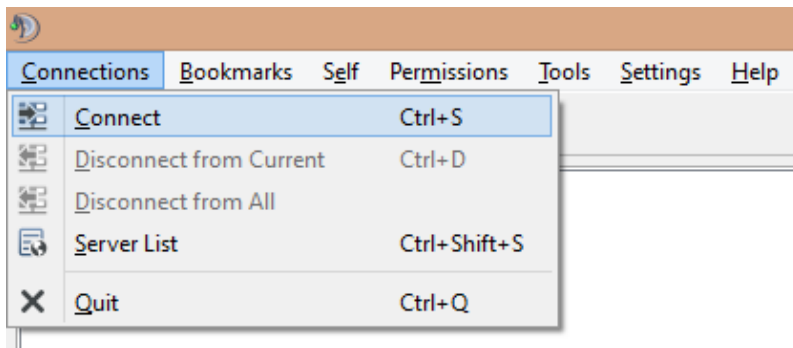 Connections Bookmarks Self Permissions Tools Settings Help
Connect Ctrl+S
Disconnect from Current Ctrl+D
Disconnect from All
Server List Ctrl+Shift+S
Quit Ctrl+Q